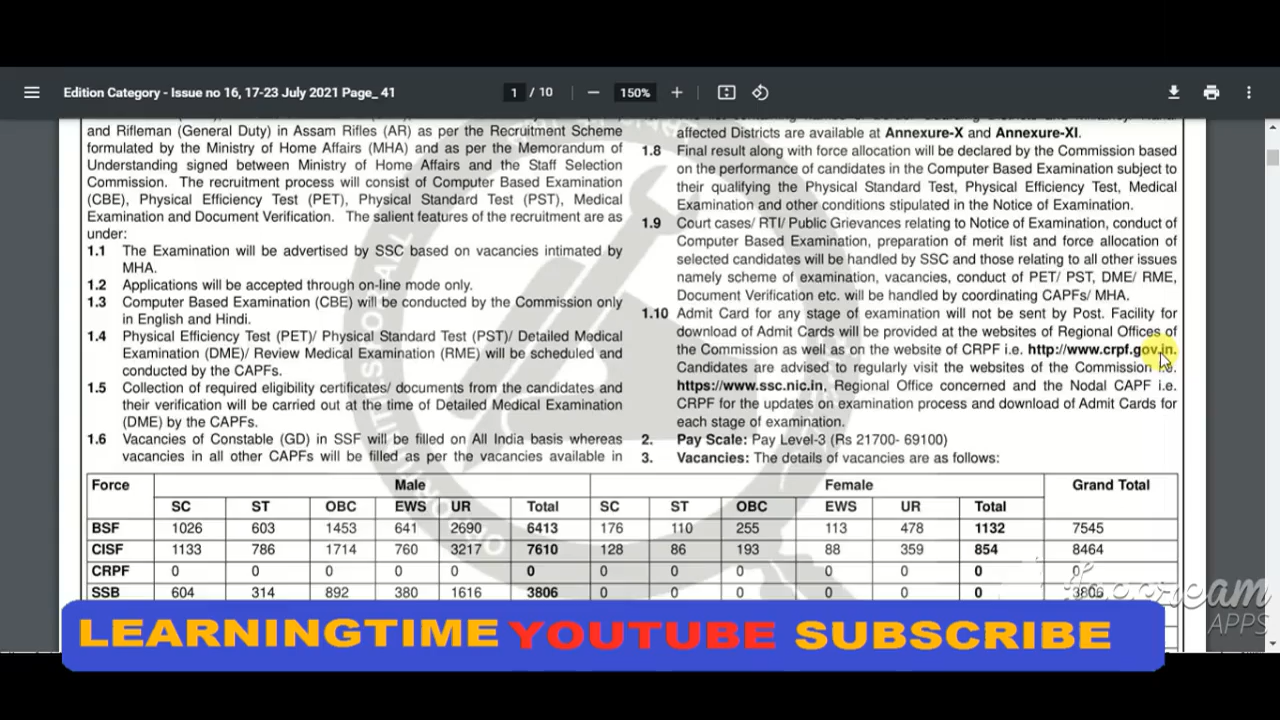 Edition Category - Issue no 16, 17-23 July 2021 Page_ 41
1 / 10
150%
and Rifleman (General Duty) in Assam Rifles (AR) as per the Recruitment Scheme
formulated by the Ministry of Home Affairs (MHA) and as per the Memorandum of
Understanding signed between Ministry of Home Affairs and the Staff Selection
Commission. The recruitment process will consist of Computer Based Examination
(CBE), Physical Efficiency Test (PET), Physical Standard Test (PST), Medical
Examination and Document Verification. The salient features of the recruitment are as
under:
1.1 The Examination will be advertised by SSC based on vacancies intimated by
MHA.
1.2 Applications will be accepted through on-line mode only.
1.3 Computer Based Examination (CBE) will be conducted by the Commission only
in English and Hindi.
1.4 Physical Efficiency Test (PET)/ Physical Standard Test (PST)/ Detailed Medical
Examination (DME)/ Review Medical Examination (RME) will be scheduled and
conducted by the CAPFs.
1.5 Collection of required eligibility certificates/ documents from the candidates and
their verification will be carried out at the time of Detailed Medical Examination
(DME) by the CAPFs.
1.6 Vacancies of Constable (GD) in SSF will be filled on All India basis whereas
vacancies in all other CAPFs will be filled as per the vacancies available in
affected Districts are available at Annexure-X and Annexure-XI.
1.8 Final result along with force allocation will be declared by the Commission based
on the performance of candidates in the Computer Based Examination subject to
their qualifying the Physical Standard Test, Physical Efficiency Test, Medical
Examination and other conditions stipulated in the Notice of Examination.
1.9 Court cases/ RTI/ Public Grievances relating to Notice of Examination, conduct of
Computer Based Examination, preparation of merit list and force allocation of
selected candidates will be handled by SSC and those relating to all other issues
namely scheme of examination, vacancies, conduct of PET/ PST, DME/ RME,
Document Verification etc. will be handled by coordinating CAPFs/ MHA.
1.10 Admit Card for any stage of examination will not be sent by Post. Facility for
download of Admit Cards will be provided at the websites of Regional Offices of
the Commission as well as on the website of CRPF i.e. http://www.crpf.gov.in.
Candidates are advised to regularly visit the websites of the Commission i.e.
https://www.ssc.nic.in, Regional Office concerned and the Nodal CAPF i.e.
CRPF for the updates on examination process and download of Admit Cards for
each stage of examination.
2. Pay Scale: Pay Level-3 (Rs 21700- 69100)
3. Vacancies: The details of vacancies are as follows:
Force Male Female Grand Total
SC ST OBC EWS UR Total SC ST OBC EWS UR Total
BSF 1026 603 1453 641 2690 6413 176 110 255 113 478 1132 7545
CISF 1133 786 1714 760 3217 7610 128 86 193 88 359 854 8464
CRPF 0 0 0 0 0 0 0 0 0 0 0 0 0
SSB 604 314 892 380 1616 3806 0 0 0 0 0 0 3806
APPS
LEARNINGTIME YOUTUBE SUBSCRIBE